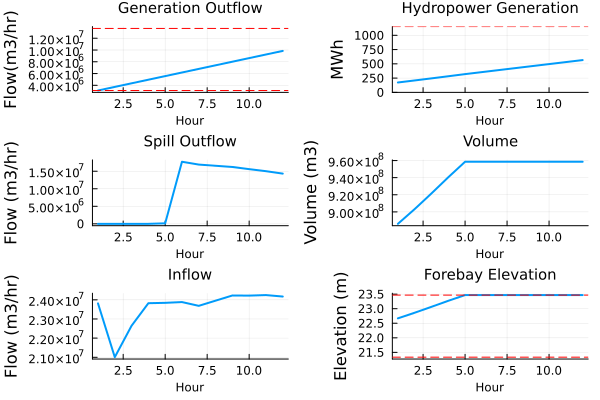 Generation Outflow
Flow(m3/hr)
1.20×10⁷
1.00×10⁷
8.00×10⁶
6.00×10⁶
4.00×10⁶
2.5 5.0 7.5 10.0
Hour
Hydropower Generation
MWh
1000
750
500
250
0
2.5 5.0 7.5 10.0
Hour
Spill Outflow
Flow (m3/hr)
1.50×10⁷
1.00×10⁷
5.00×10⁶
0
2.5 5.0 7.5 10.0
Hour
Volume
Volume (m3)
9.60×10⁸
9.40×10⁸
9.20×10⁸
9.00×10⁸
2.5 5.0 7.5 10.0
Hour
Inflow
Flow (m3/hr)
2.40×10⁷
2.30×10⁷
2.20×10⁷
2.10×10⁷
2.5 5.0 7.5 10.0
Hour
Forebay Elevation
Elevation (m)
23.5
23.0
22.5
22.0
21.5
2.5 5.0 7.5 10.0
Hour